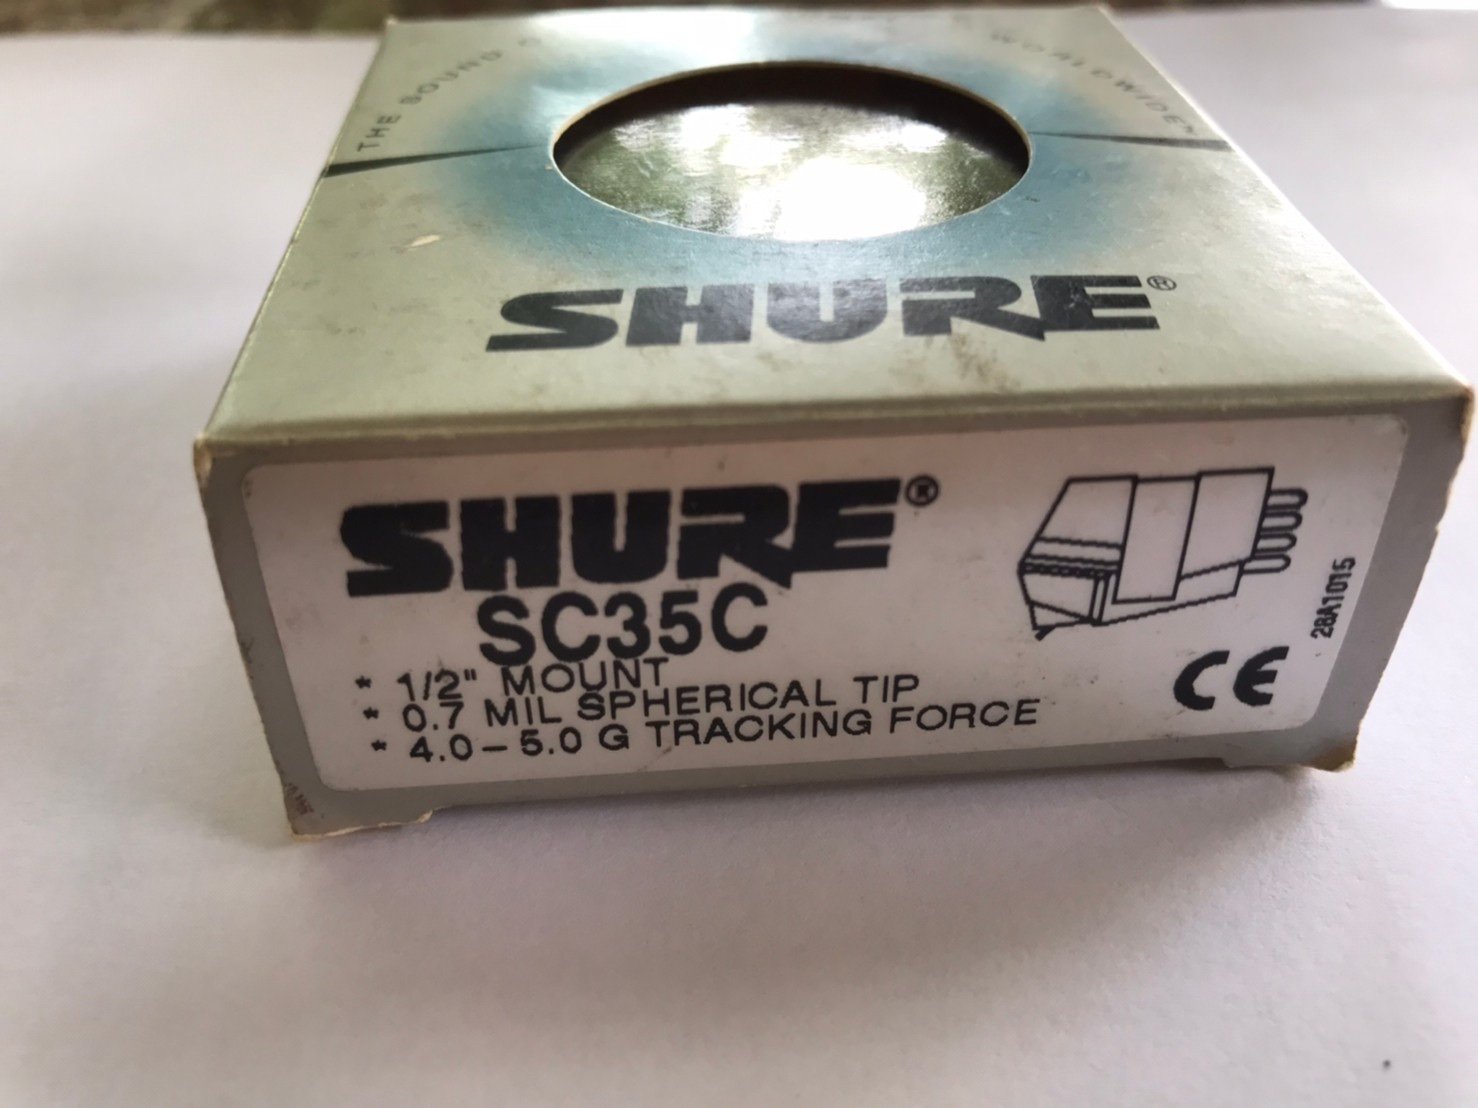 THE SOUND
WORLDWIDE™
SHURE®
SHURE®
SC35C
* 1/2" MOUNT
* 0.7 MIL SPHERICAL TIP
* 4.0-5.0 G TRACKING FORCE
CE
28A1015